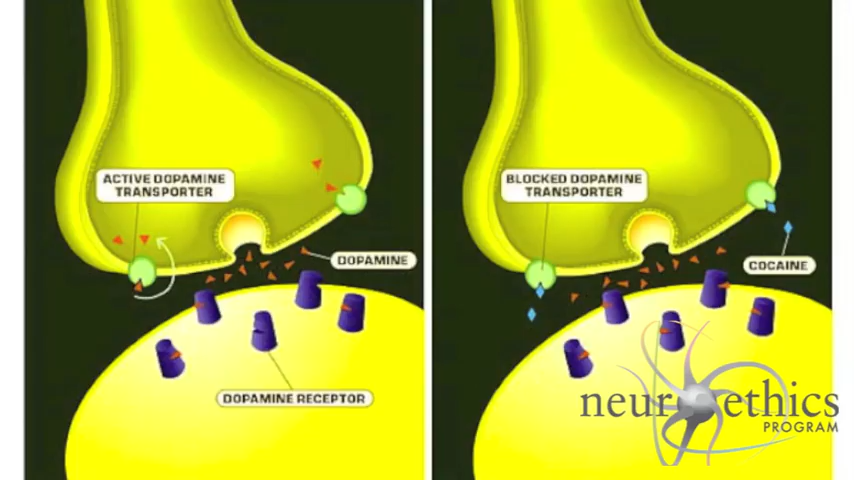 ACTIVE DOPAMINE
TRANSPORTER
DOPAMINE
DOPAMINE RECEPTOR
BLOCKED DOPAMINE
TRANSPORTER
COCAINE
neuroethics
PROGRAM